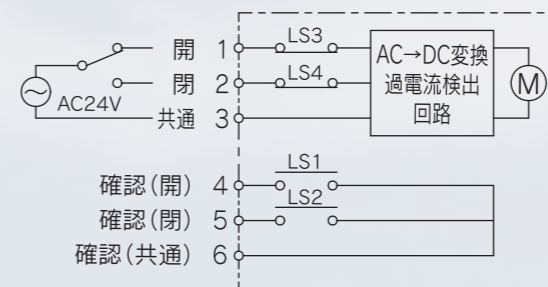 開 1 LS3 AC→DC変換
閉 2 LS4 過電流検出 M
AC24V
共通 3 回路
確認(開) 4 LS1
確認(閉) 5 LS2
確認(共通) 6